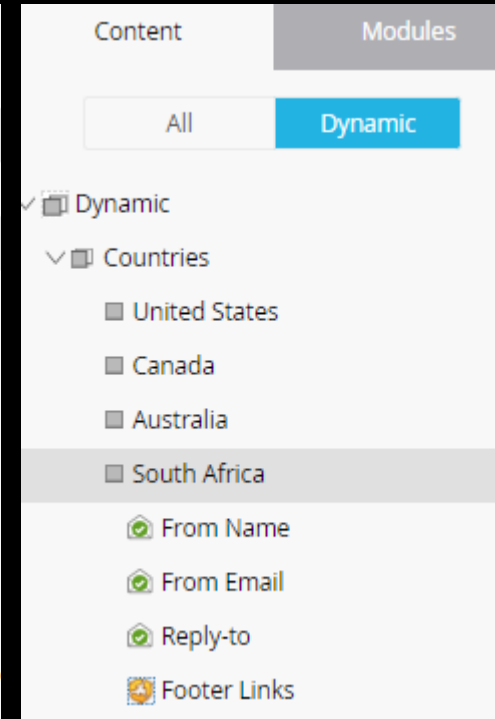 Content Modules
All Dynamic
Dynamic
Countries
United States
Canada
Australia
South Africa
From Name
From Email
Reply-to
Footer Links